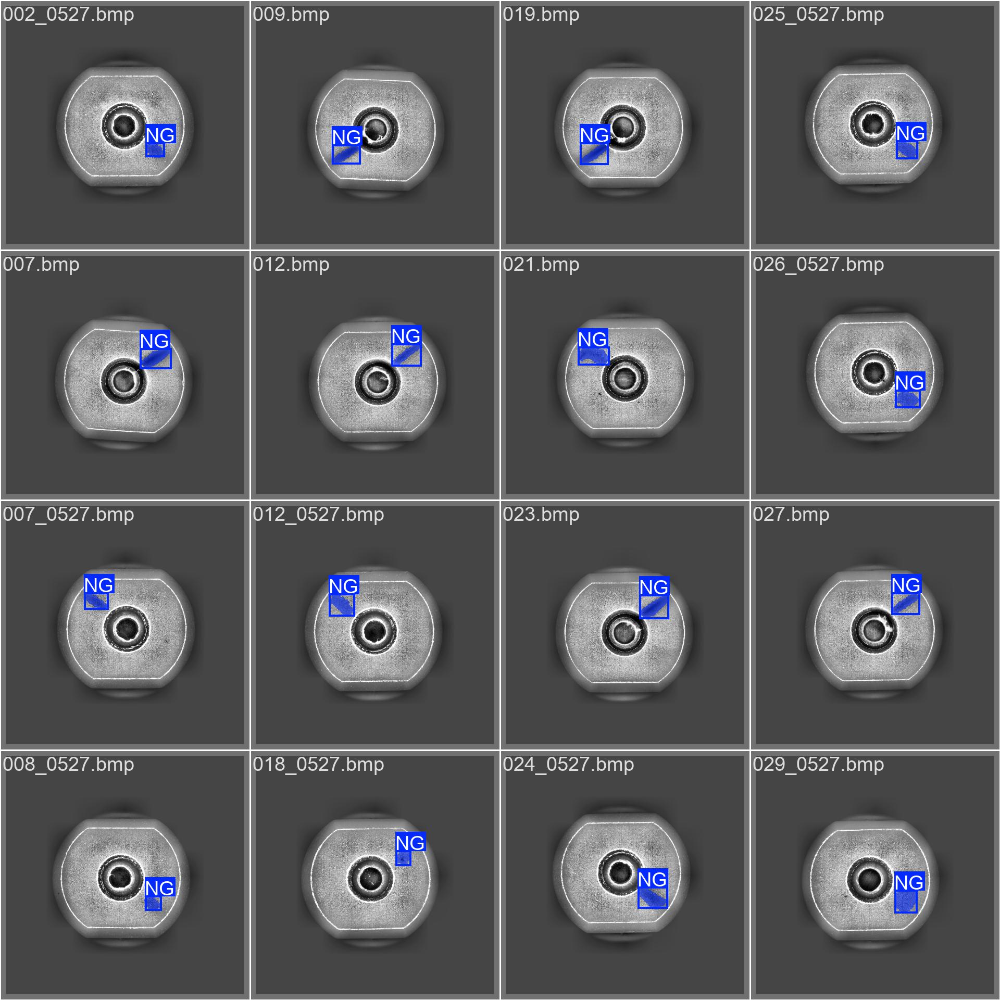 002_0527.bmp
NG
009.bmp
NG
019.bmp
NG
025_0527.bmp
NG
007.bmp
NG
012.bmp
NG
021.bmp
NG
026_0527.bmp
NG
007_0527.bmp
NG
012_0527.bmp
NG
023.bmp
NG
027.bmp
NG
008_0527.bmp
NG
018_0527.bmp
NG
024_0527.bmp
NG
029_0527.bmp
NG